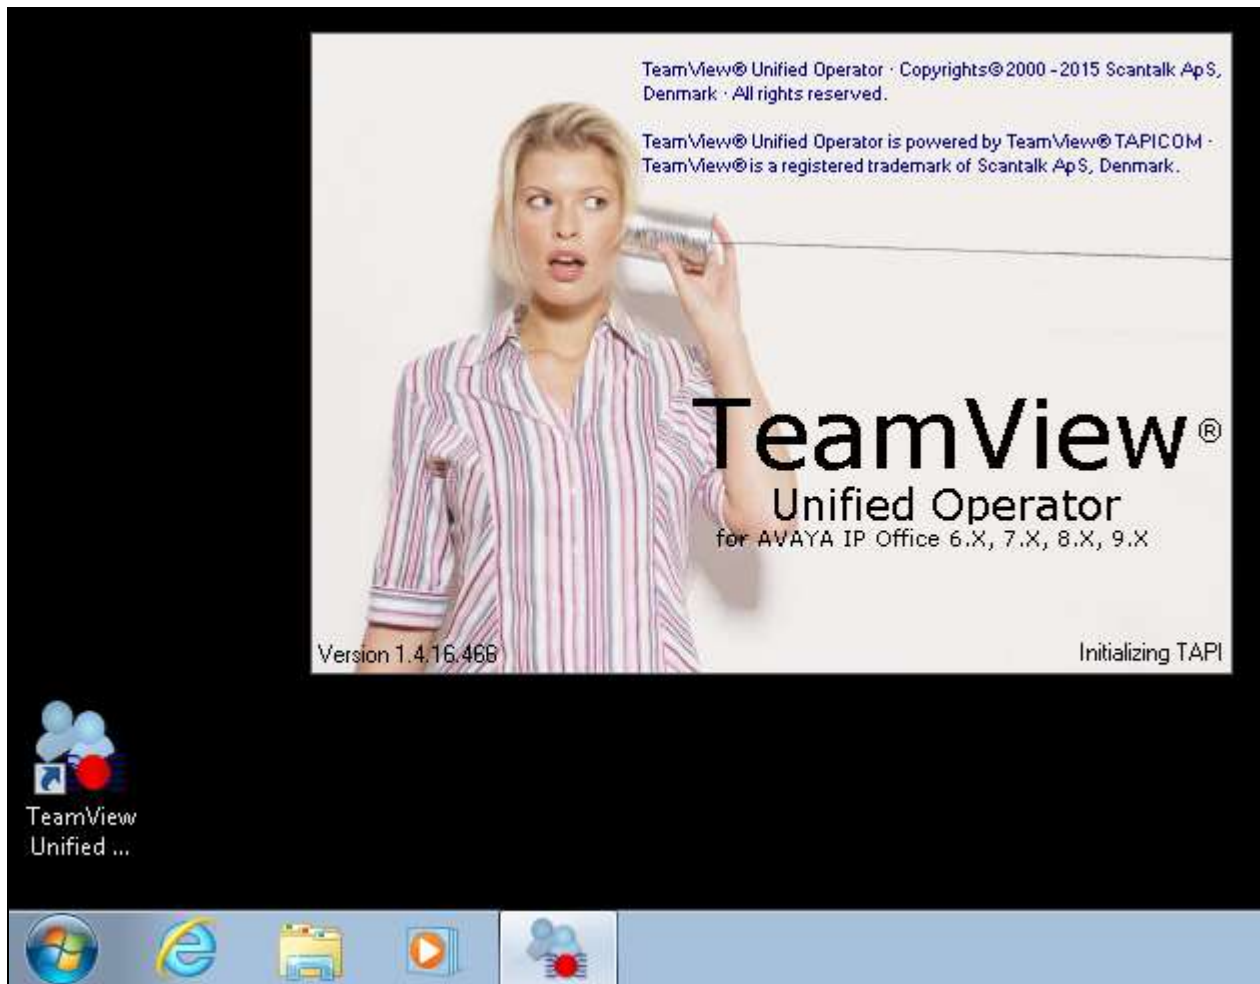 TeamView® Unified Operator · Copyrights©2000 - 2015 Scantalk ApS,
Denmark · All rights reserved.
TeamView® Unified Operator is powered by TeamView® TAPICOM ·
TeamView® is a registered trademark of Scantalk ApS, Denmark.
TeamView®
Unified Operator
for AVAYA IP Office 6.X, 7.X, 8.X, 9.X
Version 1.4.16.466
Initializing TAPI
TeamView
Unified ...